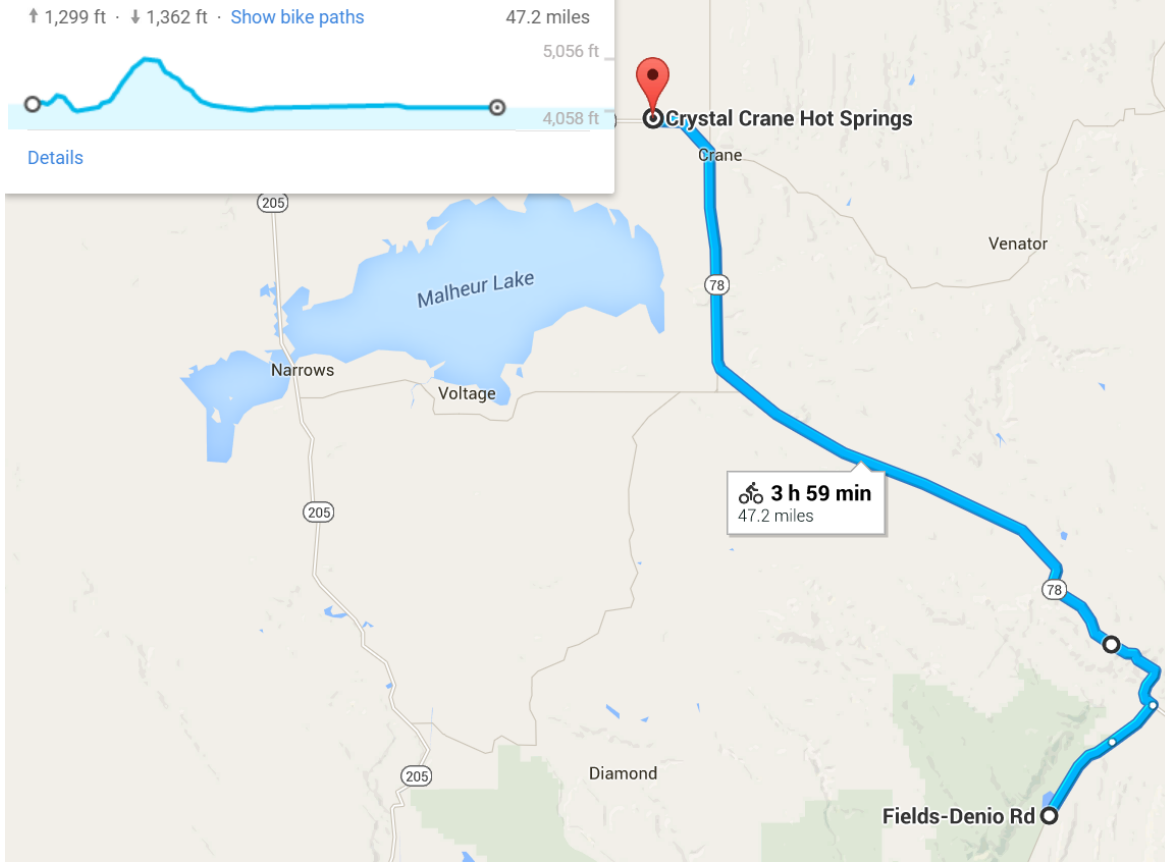 ↑ 1,299 ft · ↓ 1,362 ft · Show bike paths 47.2 miles
5,056 ft
4,058 ft
Details
Crystal Crane Hot Springs
Crane
205
Venator
Malheur Lake
78
Narrows
Voltage
3 h 59 min
47.2 miles
205
78
Diamond
205
Fields-Denio Rd